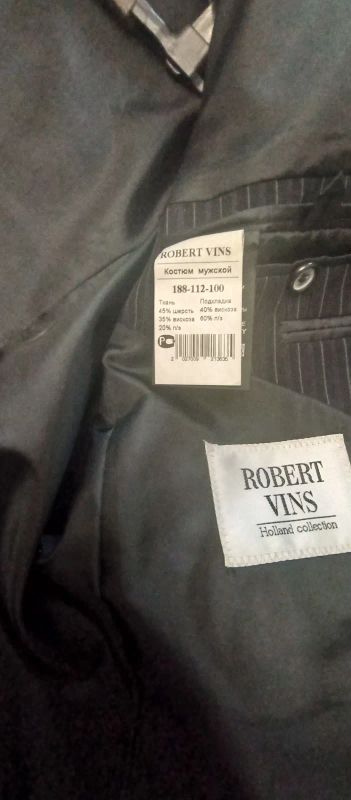 ROBERT VINS
Костюм мужской
188-112-100
Ткань Подкладка
45% шерсть 40% вискоза
35% вискоза 60% п/э
20% п/э
ROBERT
VINS
Holland collection